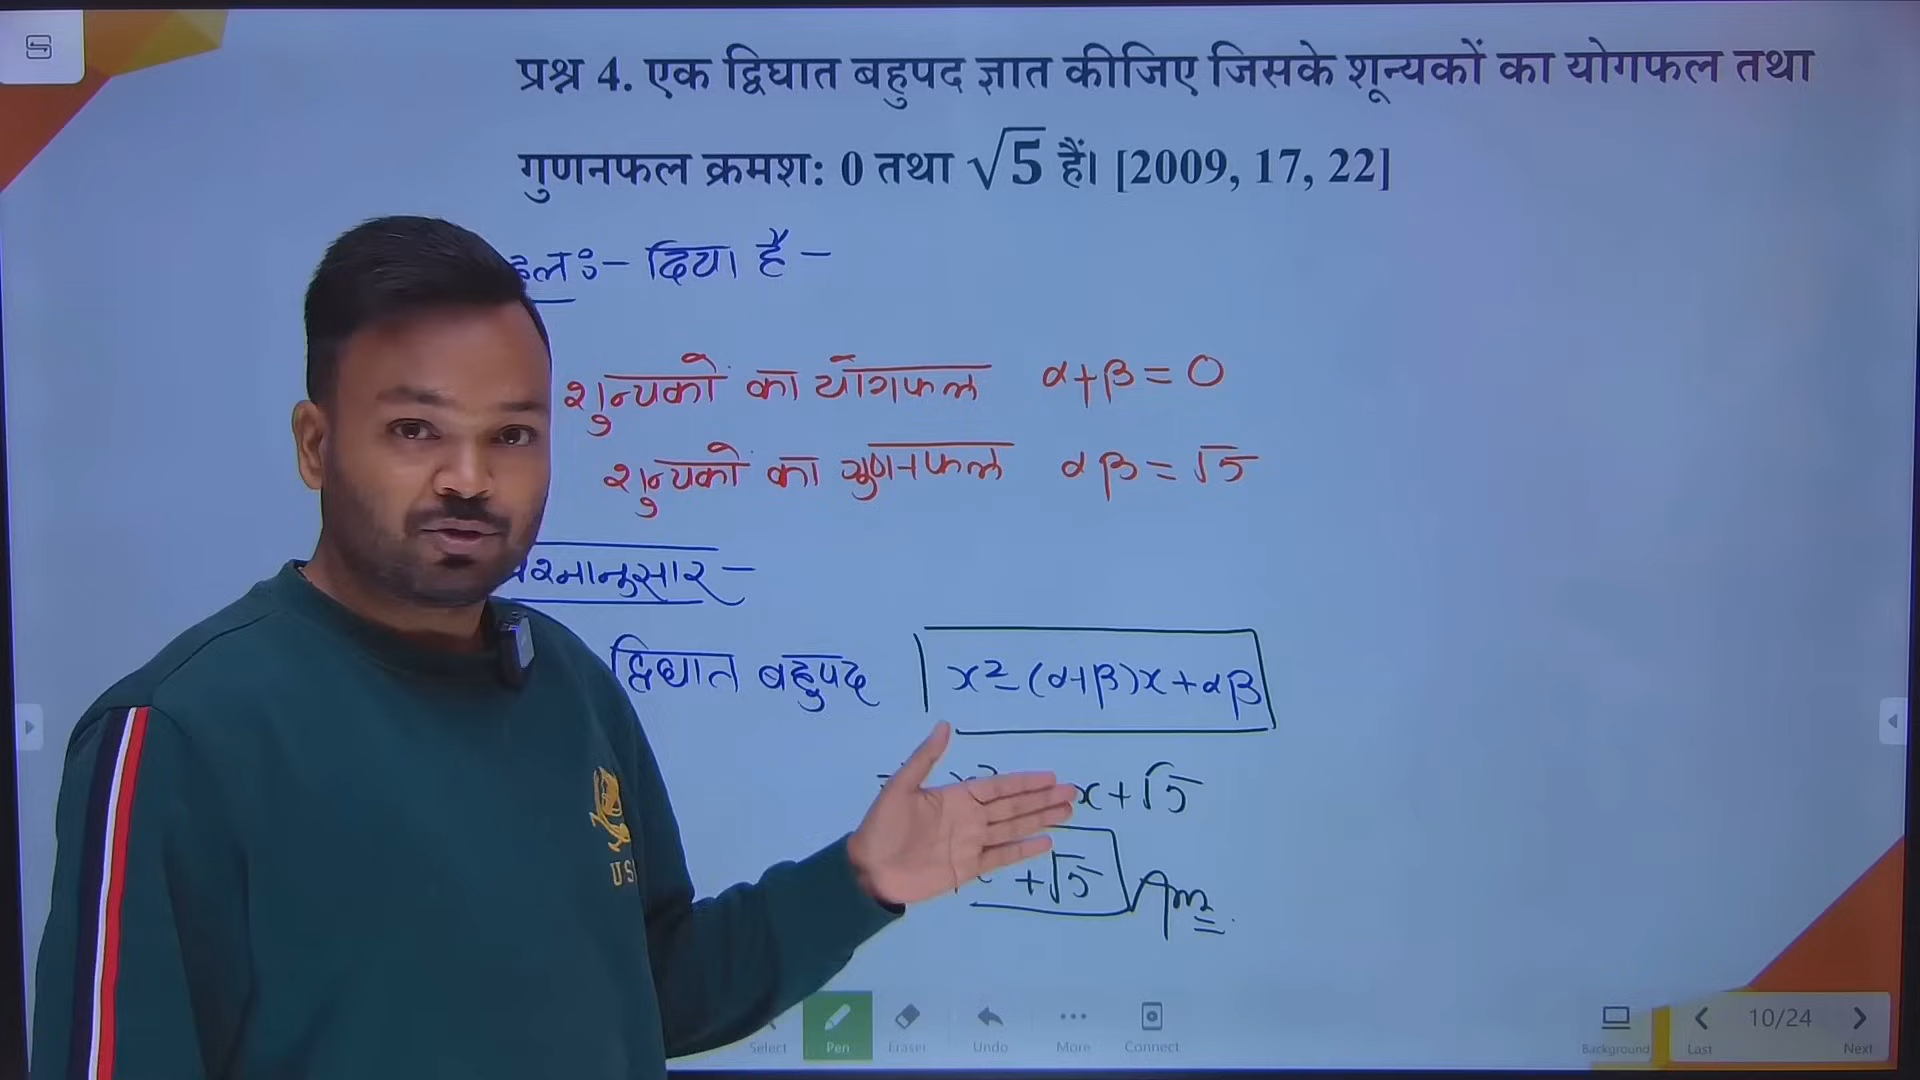 प्रश्न 4. एक द्विघात बहुपद ज्ञात कीजिए जिसके शून्यकों का योगफल तथा
गुणनफल क्रमश: 0 तथा √5 हैं। [2009, 17, 22]
हल :- दिया है -
शुन्यकों का योगफल α+β = 0
शुन्यकों का गुणनफल αβ = √5
प्रश्नानुसार -
द्विघात बहुपद x² - (α+β)x + αβ
x + √5
+√5 Ans
US
Select Pen Eraser Undo More Connect
Background Last 10/24 Next